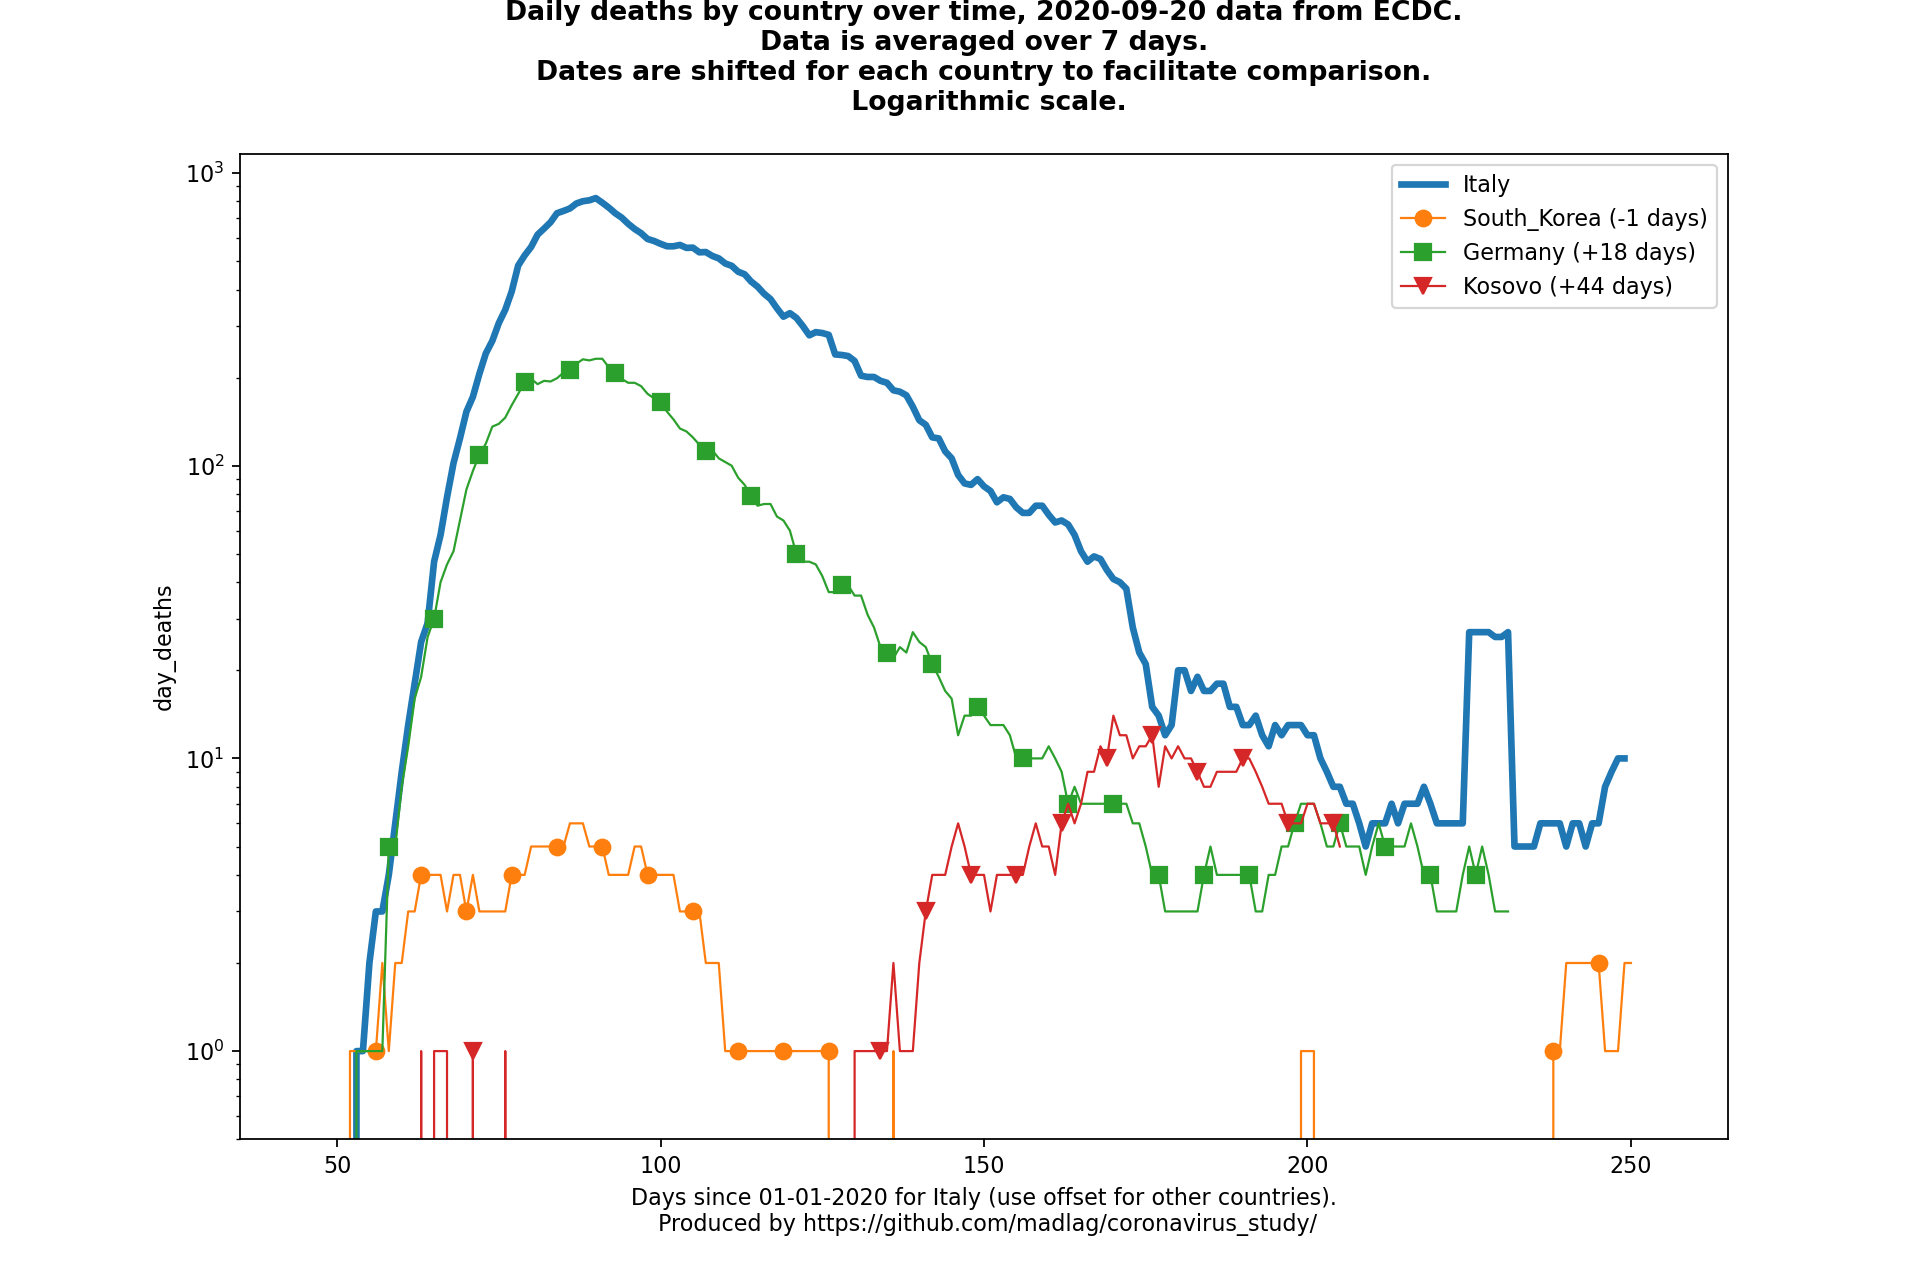 Daily deaths by country over time, 2020-09-20 data from ECDC.
Data is averaged over 7 days.
Dates are shifted for each country to facilitate comparison.
Logarithmic scale.
10³
10²
10¹
10⁰
day_deaths
Italy
South_Korea (-1 days)
Germany (+18 days)
Kosovo (+44 days)
50 100 150 200 250
Days since 01-01-2020 for Italy (use offset for other countries).
Produced by https://github.com/madlag/coronavirus_study/